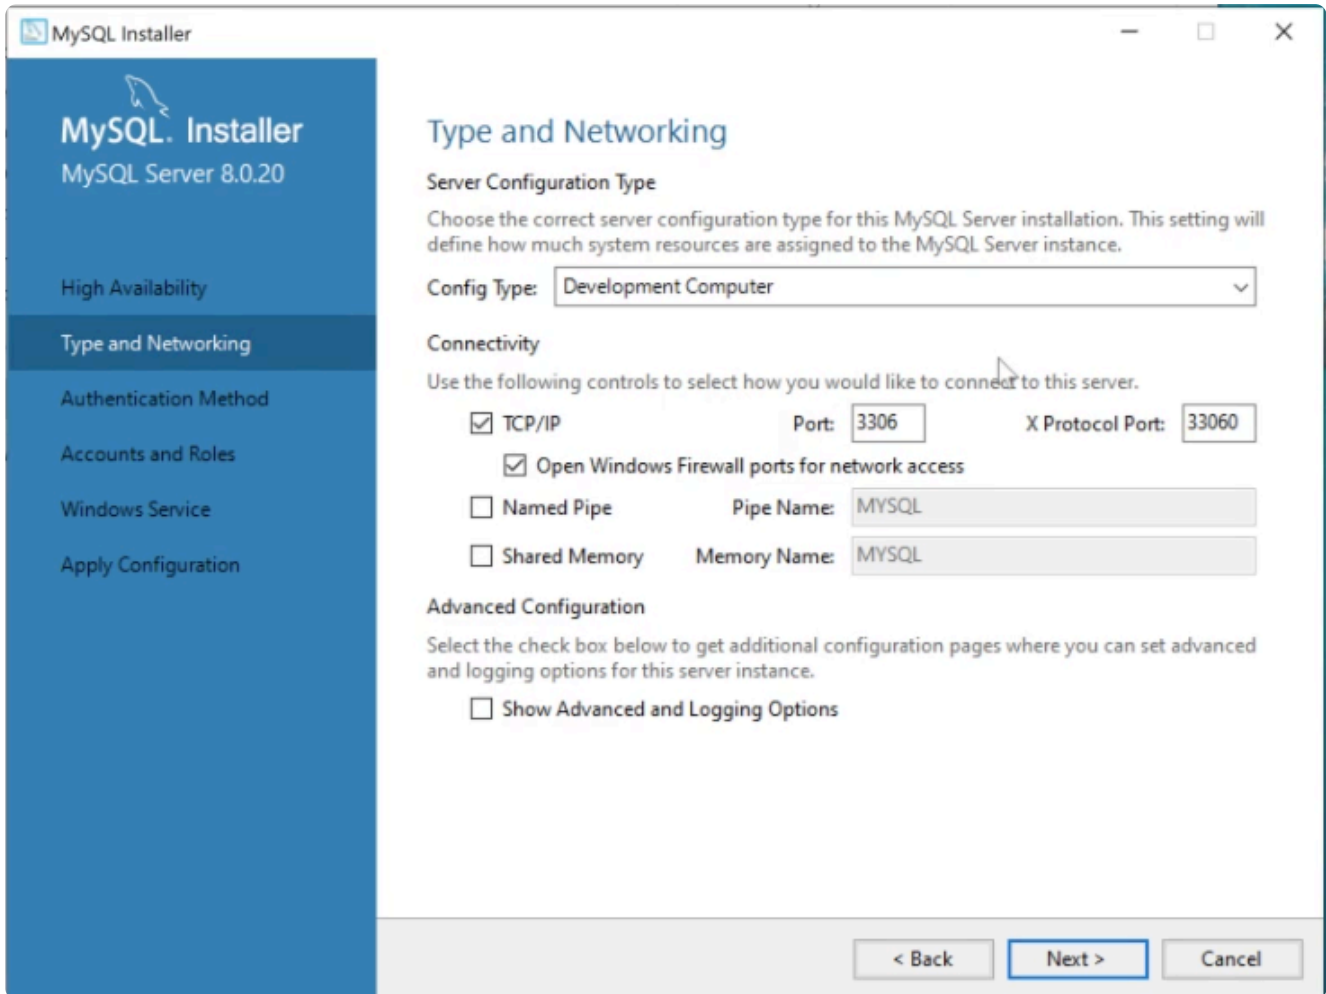 MySQL Installer
MySQL. Installer
MySQL Server 8.0.20
High Availability
Type and Networking
Authentication Method
Accounts and Roles
Windows Service
Apply Configuration
Type and Networking
Server Configuration Type
Choose the correct server configuration type for this MySQL Server installation. This setting will
define how much system resources are assigned to the MySQL Server instance.
Config Type: Development Computer
Connectivity
Use the following controls to select how you would like to connect to this server.
TCP/IP Port: 3306 X Protocol Port: 33060
Open Windows Firewall ports for network access
Named Pipe Pipe Name: MYSQL
Shared Memory Memory Name: MYSQL
Advanced Configuration
Select the check box below to get additional configuration pages where you can set advanced
and logging options for this server instance.
Show Advanced and Logging Options
< Back Next > Cancel